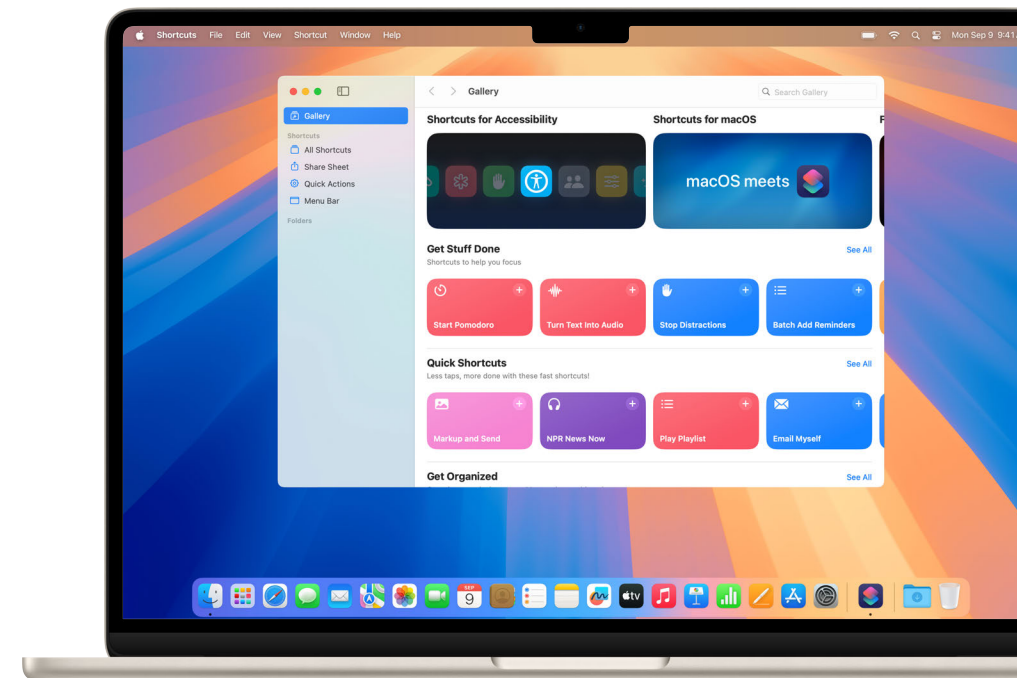 Shortcuts File Edit View Shortcut Window Help Mon Sep 9 9:41
Gallery
Search Gallery
Gallery
Shortcuts
All Shortcuts
Share Sheet
Quick Actions
Menu Bar
Folders
Shortcuts for Accessibility
Shortcuts for macOS
F
macOS meets
Get Stuff Done
See All
Shortcuts to help you focus
Start Pomodoro
Turn Text Into Audio
Stop Distractions
Batch Add Reminders
Quick Shortcuts
See All
Less taps, more done with these fast shortcuts!
Markup and Send
NPR News Now
Play Playlist
Email Myself
Get Organized
See All
SEP
9
tv